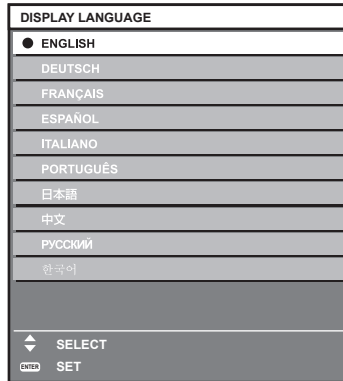 DISPLAY LANGUAGE
ENGLISH
DEUTSCH
FRANÇAIS
ESPAÑOL
ITALIANO
PORTUGUÊS
日本語
中文
РУССКИЙ
한국어
SELECT
ENTER SET